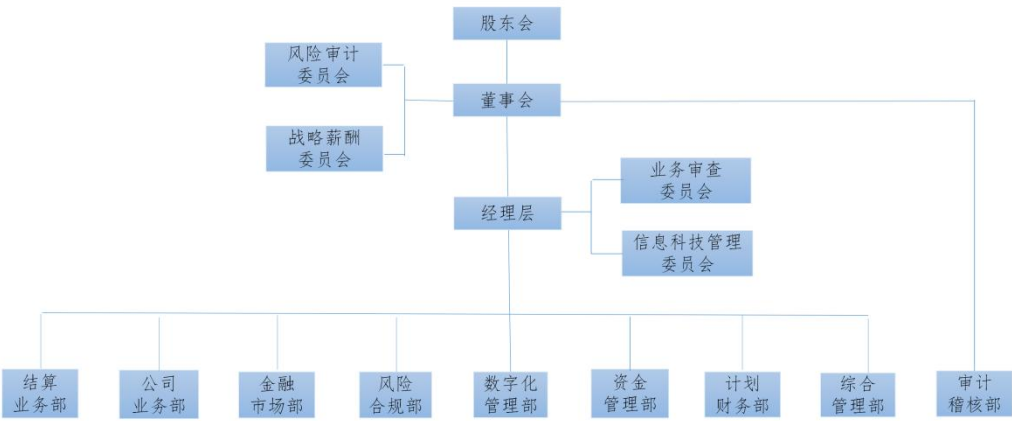 股东会
风险审计
委员会
董事会
战略薪酬
委员会
业务审查
委员会
经理层
信息科技管理
委员会
结算
业务部
公司
业务部
金融
市场部
风险
合规部
数字化
管理部
资金
管理部
计划
财务部
综合
管理部
审计
稽核部